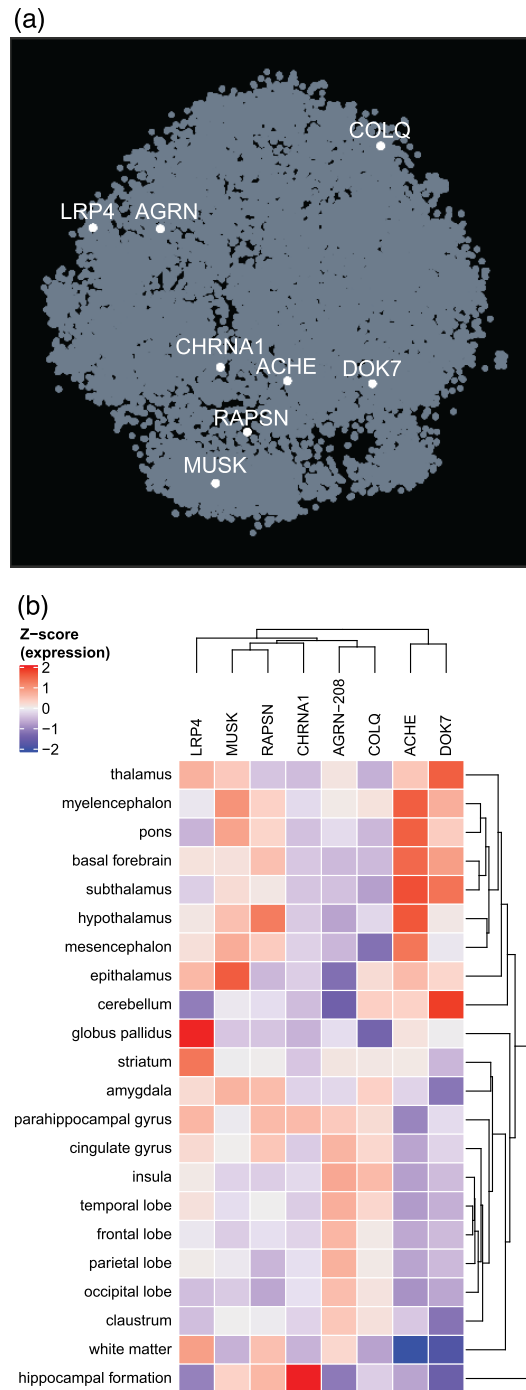 (a)
COLQ
LRP4 AGRN
CHRNA1
ACHE
DOK7
RAPSN
MUSK
(b)
Z−score
(expression)
2
1
0
−1
−2
LRP4
MUSK
RAPSN
CHRNA1
AGRN−208
COLQ
ACHE
DOK7
thalamus
myelencephalon
pons
basal forebrain
subthalamus
hypothalamus
mesencephalon
epithalamus
cerebellum
globus pallidus
striatum
amygdala
parahippocampal gyrus
cingulate gyrus
insula
temporal lobe
frontal lobe
parietal lobe
occipital lobe
claustrum
white matter
hippocampal formation